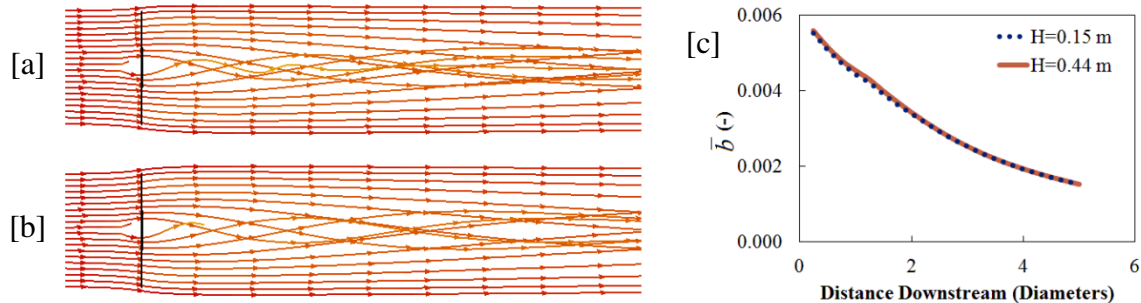 [a]
[b]
[c]
0.006
0.004
0.002
0.000
b̅ (-)
H=0.15 m
H=0.44 m
0 2 4 6
Distance Downstream (Diameters)